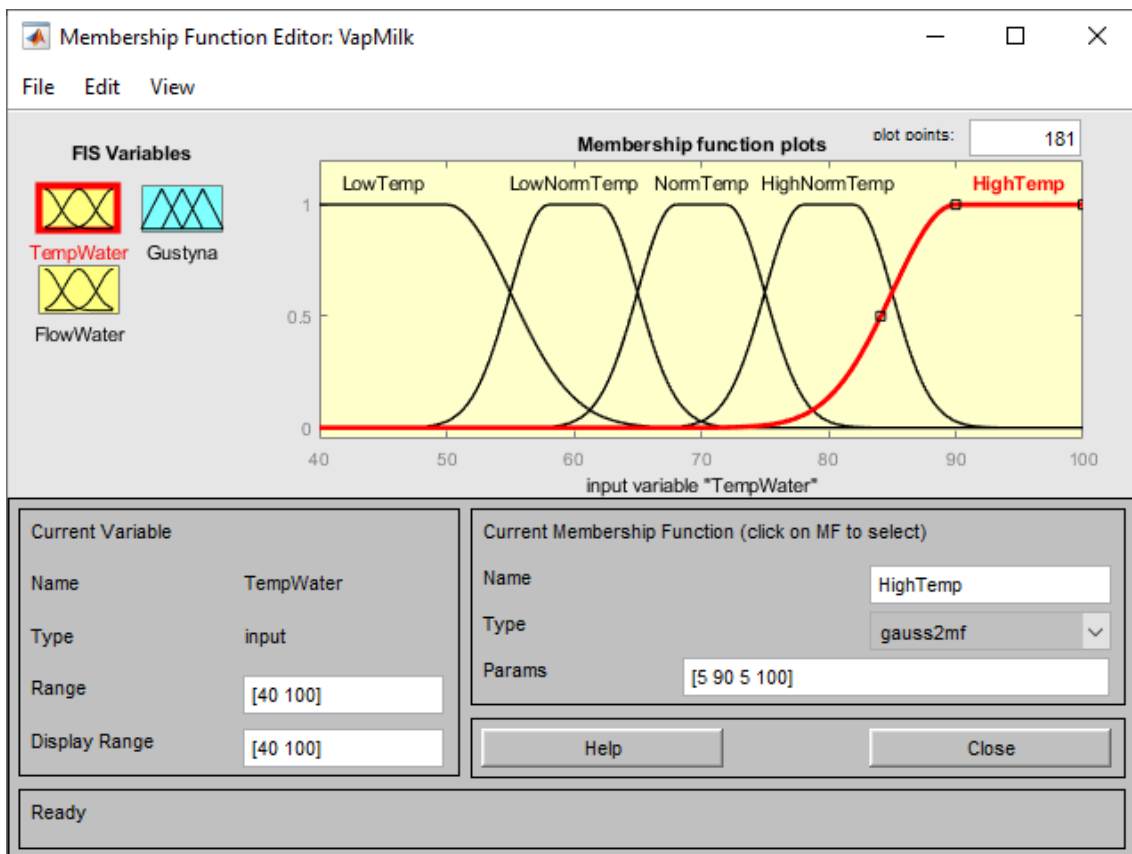 Membership Function Editor: VapMilk
File Edit View
FIS Variables
TempWater
Gustyna
FlowWater
Membership function plots
plot points:
181
LowTemp LowNormTemp NormTemp HighNormTemp HighTemp
1
0.5
0
40 50 60 70 80 90 100
input variable "TempWater"
Current Variable
Name TempWater
Type input
Range [40 100]
Display Range [40 100]
Current Membership Function (click on MF to select)
Name HighTemp
Type gauss2mf
Params [5 90 5 100]
Help Close
Ready